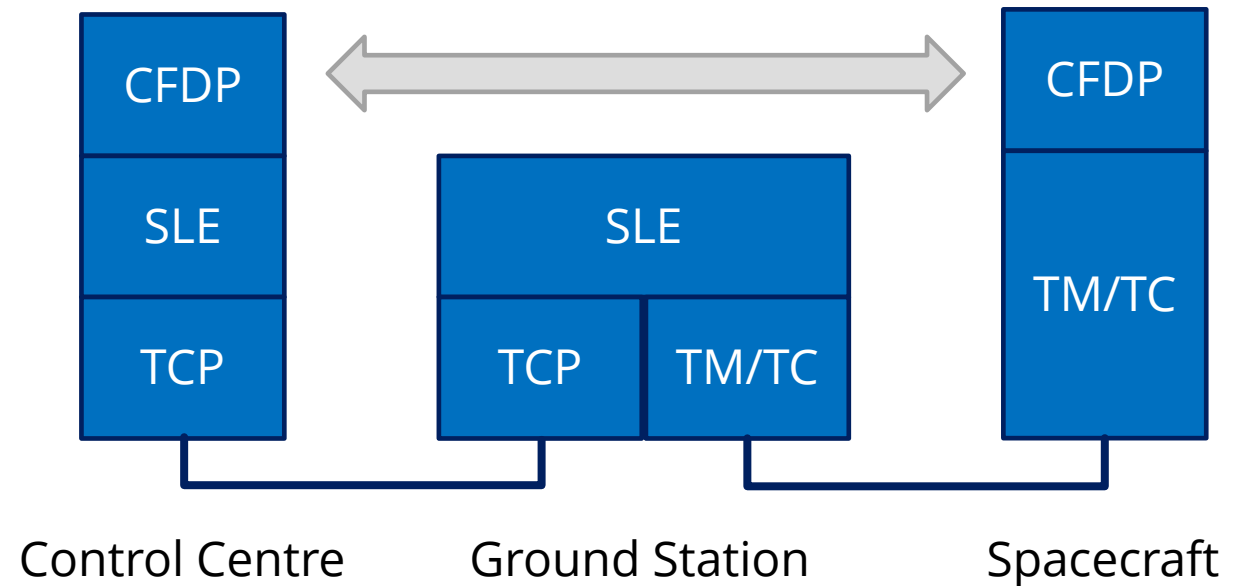 CFDP
CFDP
SLE
SLE
TM/TC
TCP
TCP
TM/TC
Control Centre
Ground Station
Spacecraft